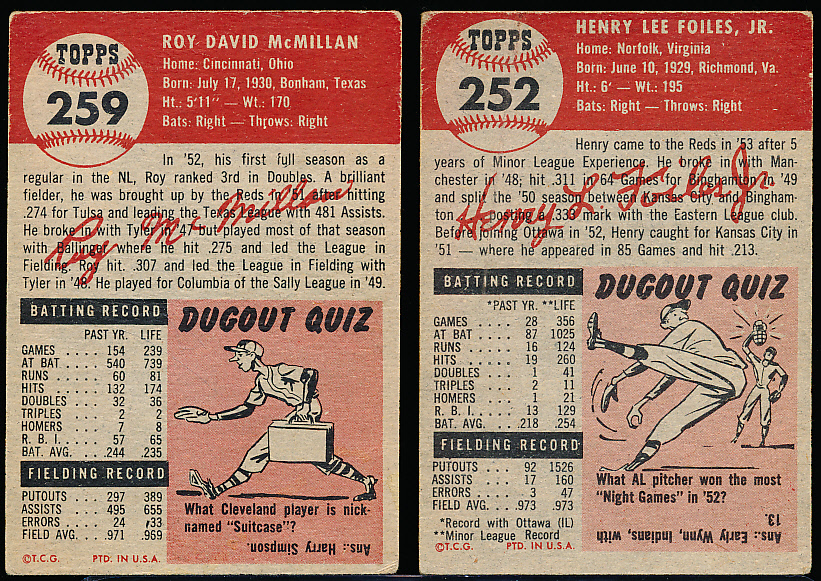 TOPPS
259
ROY DAVID McMILLAN
Home: Cincinnati, Ohio
Born: July 17, 1930, Bonham, Texas
Ht.: 5'11" — Wt.: 170
Bats: Right — Throws: Right
In '52, his first full season as a
regular in the NL, Roy ranked 3rd in Doubles. A brilliant
fielder, he was brought up by the Reds in '51 after hitting
.274 for Tulsa and leading the Texas League with 481 Assists.
He broke in with Tyler in '47 but played most of that season
with Ballinger where he hit .275 and led the League in
Fielding. Roy hit .307 and led the League in Fielding with
Tyler in '48. He played for Columbia of the Sally League in '49.
Roy McMillan
BATTING RECORD
PAST YR. LIFE
GAMES . . . . 154 239
AT BAT . . . . 540 739
RUNS . . . . . 60 81
HITS . . . . . 132 174
DOUBLES . . . 32 36
TRIPLES . . . . 2 2
HOMERS . . . . 7 8
R. B. I. . . . . . 57 65
BAT. AVG. . . . .244 .235
FIELDING RECORD
PUTOUTS . . . 297 389
ASSISTS . . . . 495 655
ERRORS . . . . 24 33
FIELD AVG. . . .971 .969
©T.C.G. PTD. IN U.S.A.
DUGOUT QUIZ
What Cleveland player is nick-
named "Suitcase"?
Ans.: Harry Simpson.
TOPPS
252
HENRY LEE FOILES, JR.
Home: Norfolk, Virginia
Born: June 10, 1929, Richmond, Va.
Ht.: 6' — Wt.: 195
Bats: Right — Throws: Right
Henry came to the Reds in '53 after 5
years of Minor League Experience. He broke in with Man-
chester in '48; hit .311 in 64 Games for Binghamton in '49
and split the '50 season between Kansas City and Bingham
ton — posting a .333 mark with the Eastern League club.
Before joining Ottawa in '52, Henry caught for Kansas City in
'51 — where he appeared in 85 Games and hit .213.
Henry L Foiles Jr
BATTING RECORD
*PAST YR. **LIFE
GAMES . . . . 28 356
AT BAT . . . . 87 1025
RUNS . . . . . 16 124
HITS . . . . . 19 260
DOUBLES . . . 1 41
TRIPLES . . . . 2 11
HOMERS . . . . 1 21
R. B. I. . . . . . 13 129
BAT. AVG. . . . .218 .254
FIELDING RECORD
PUTOUTS . . . 92 1526
ASSISTS . . . . 17 160
ERRORS . . . . 3 47
FIELD AVG. . . .973 .973
*Record with Ottawa (IL)
**Minor League Record
©T.C.G. PTD. IN U.S.A.
DUGOUT QUIZ
What AL pitcher won the most
"Night Games" in '52?
Ans.: Early Wynn, Indians, with
13.